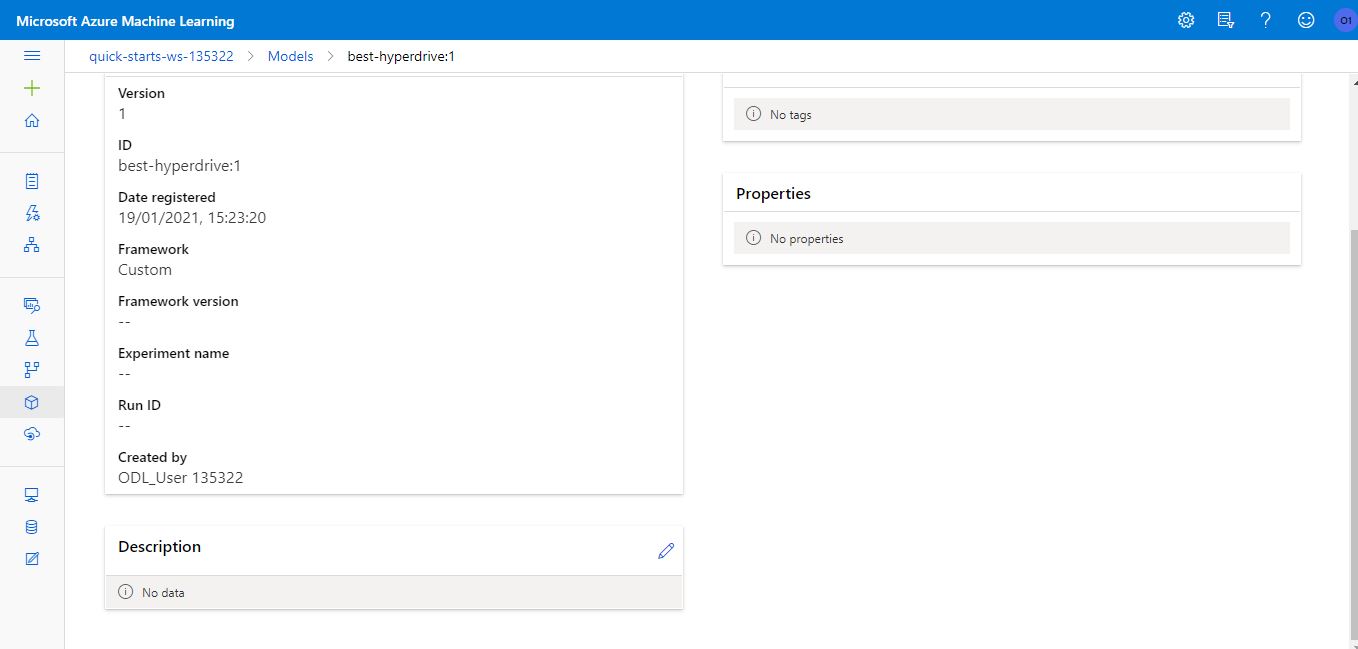 Microsoft Azure Machine Learning
?
O1
quick-starts-ws-135322 > Models > best-hyperdrive:1
Version
1
ID
best-hyperdrive:1
Date registered
19/01/2021, 15:23:20
Framework
Custom
Framework version
--
Experiment name
--
Run ID
--
Created by
ODL_User 135322
Description
No data
No tags
Properties
No properties